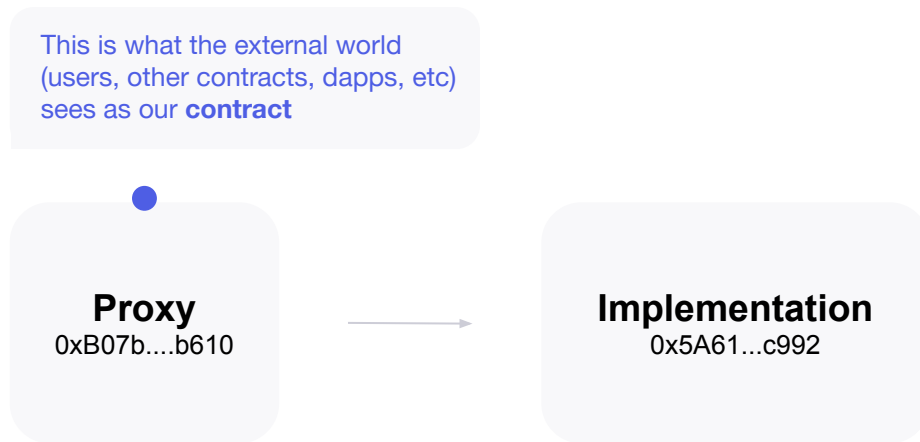 This is what the external world
(users, other contracts, dapps, etc)
sees as our contract
Proxy
0xB07b....b610
Implementation
0x5A61...c992